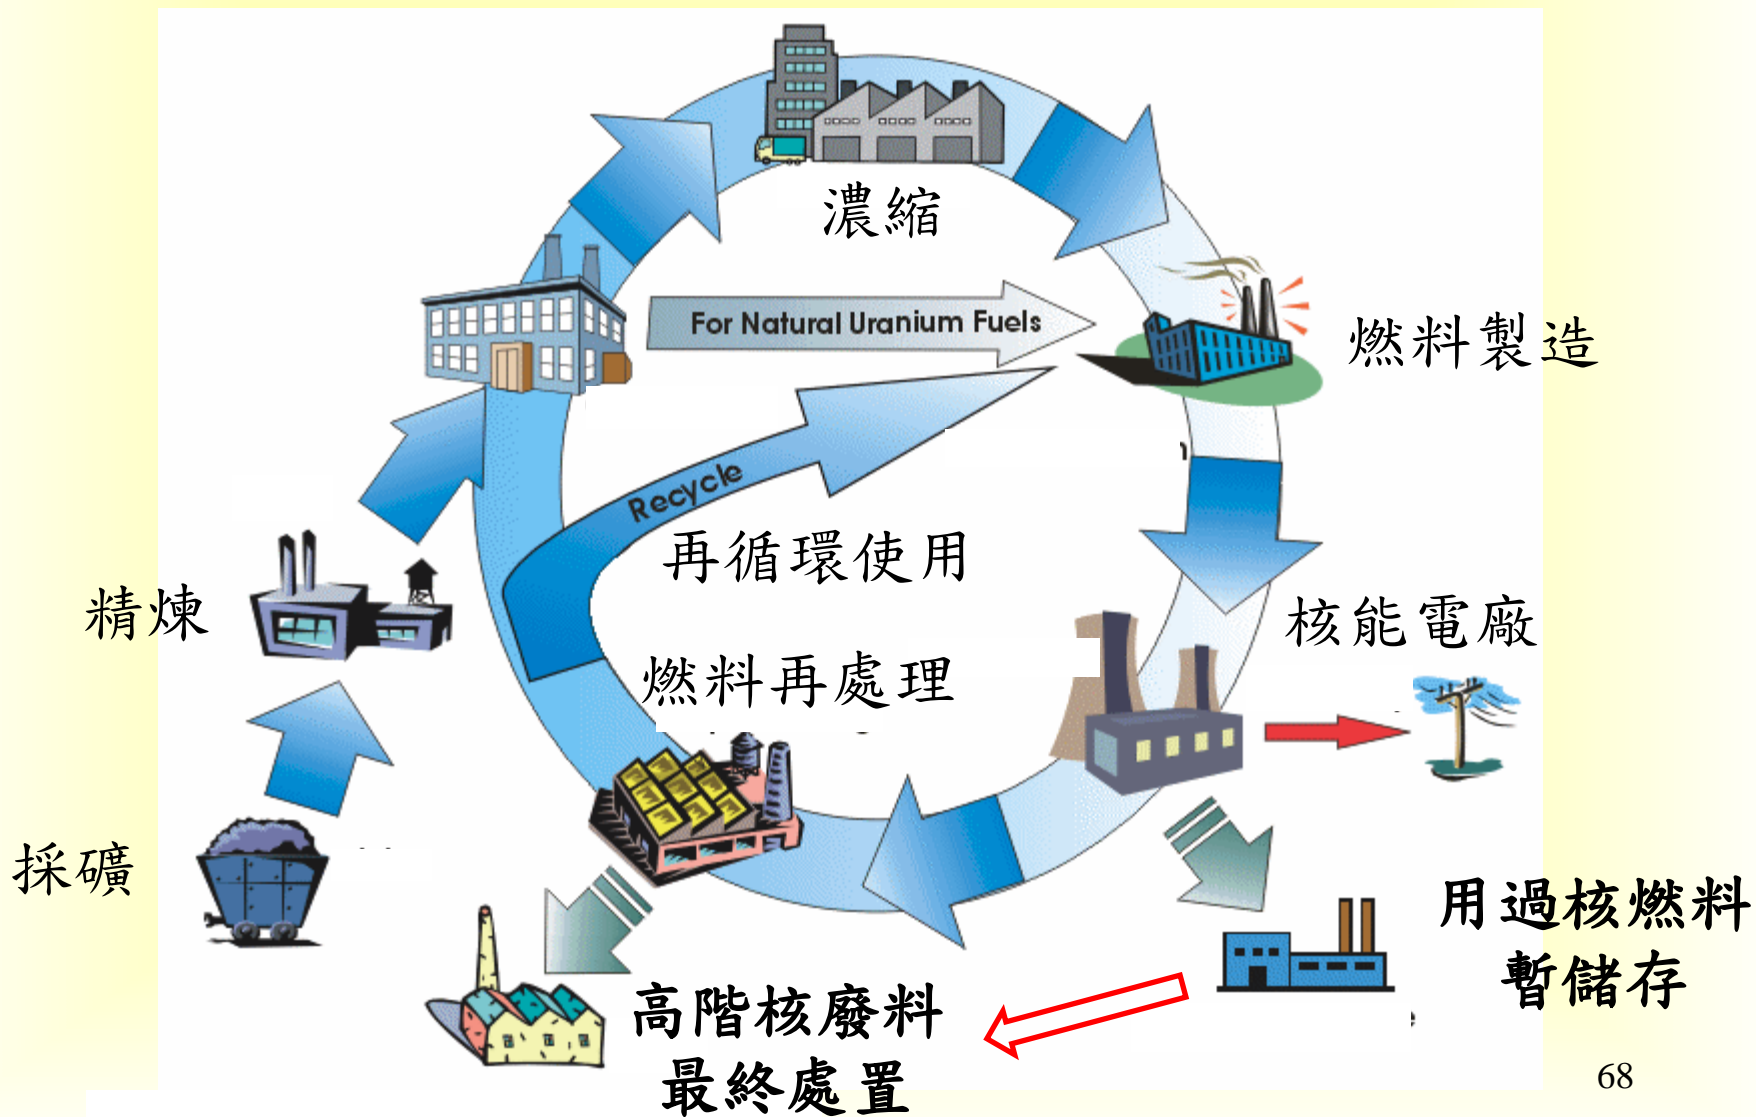 濃縮
For Natural Uranium Fuels
燃料製造
Recycle
再循環使用
精煉
核能電廠
燃料再處理
採礦
用過核燃料
暫儲存
高階核廢料
最終處置
68